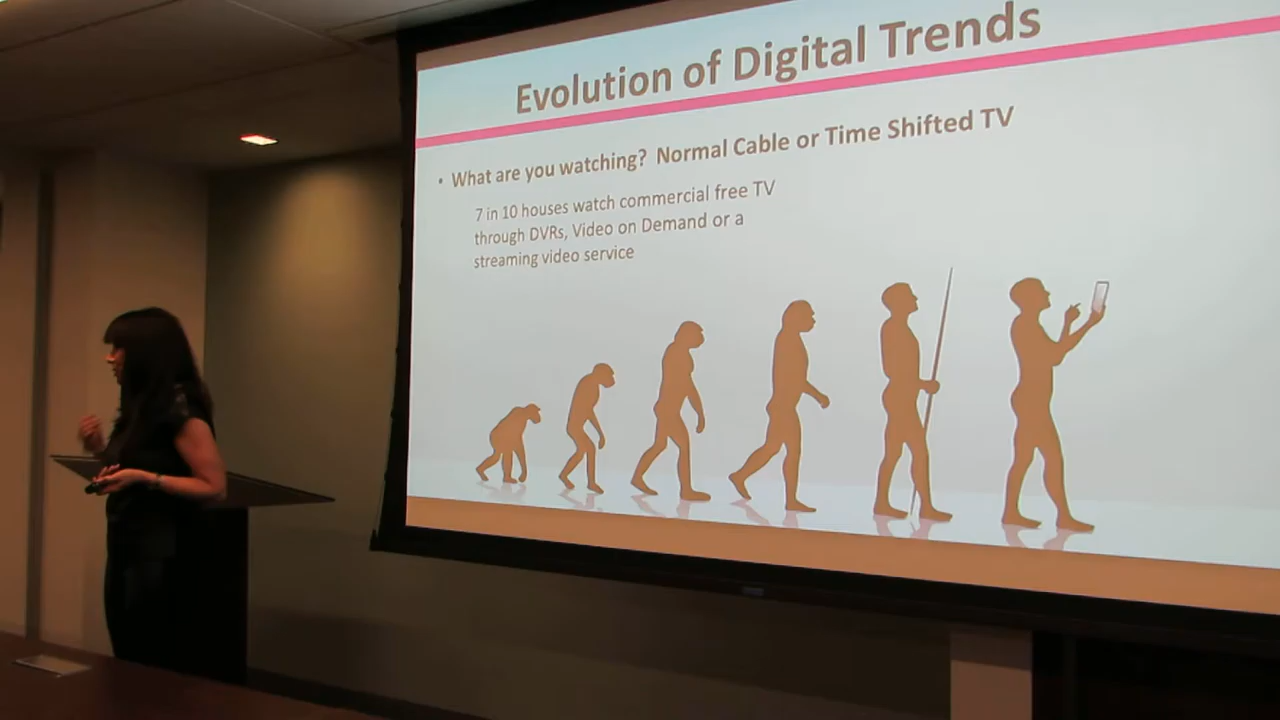 Evolution of Digital Trends
• What are you watching? Normal Cable or Time Shifted TV
7 in 10 houses watch commercial free TV
through DVRs, Video on Demand or a
streaming video service